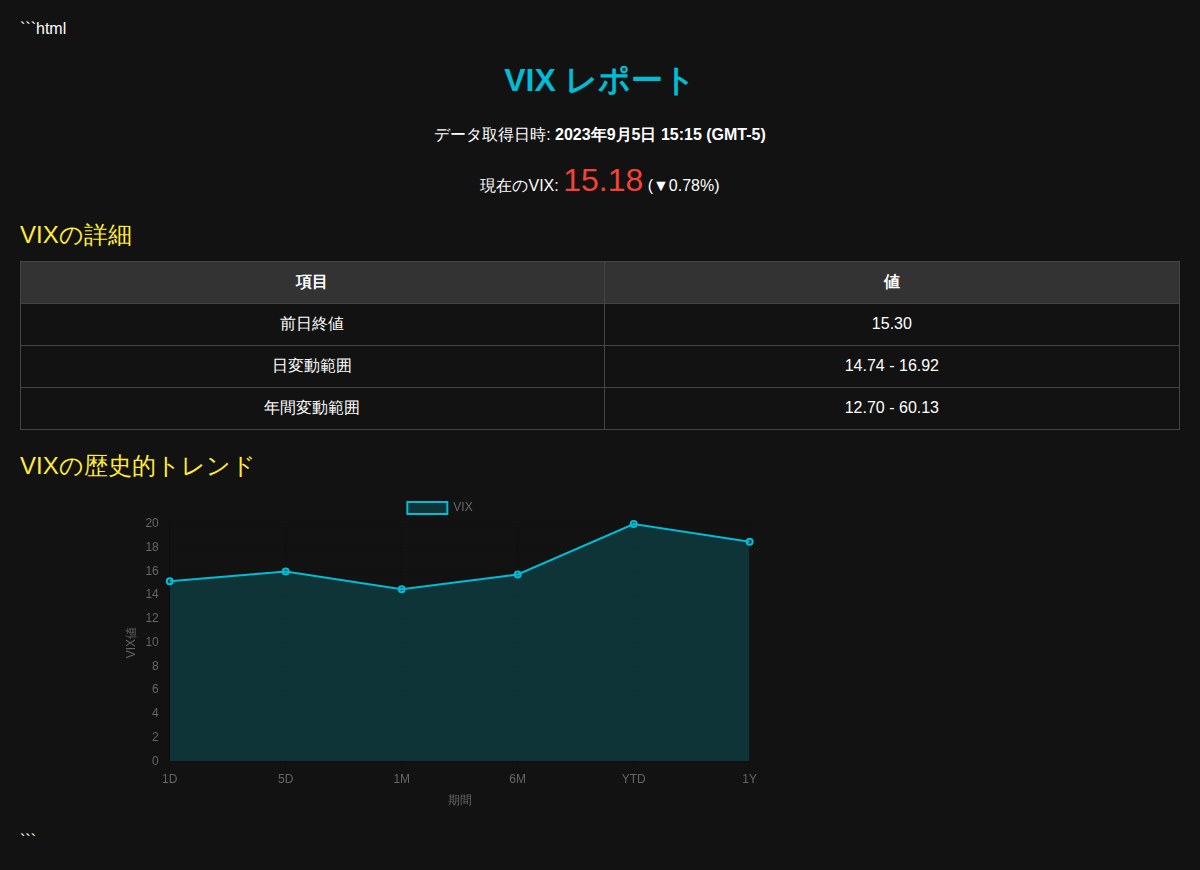 ```html
VIX レポート
データ取得日時: 2023年9月5日 15:15 (GMT-5)
現在のVIX: 15.18 (▼0.78%)
VIXの詳細
項目 値
前日終値 15.30
日変動範囲 14.74 - 16.92
年間変動範囲 12.70 - 60.13
VIXの歴史的トレンド
VIX
20
18
16
14
12
10
8
6
4
2
0
VIX値
1D 5D 1M 6M YTD 1Y
期間
```